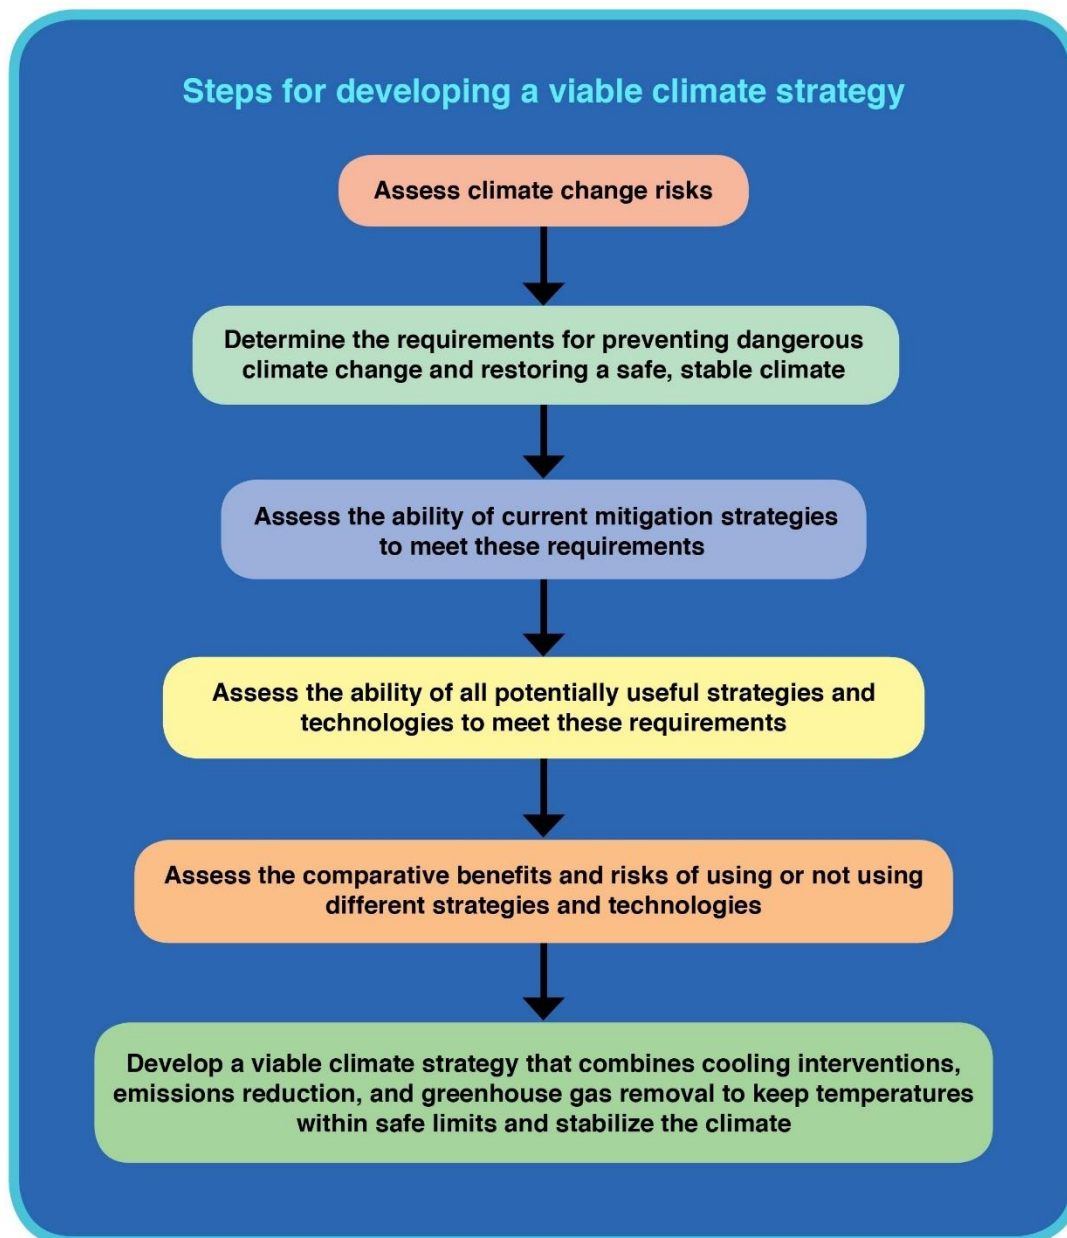 Steps for developing a viable climate strategy
Assess climate change risks
Determine the requirements for preventing dangerous
climate change and restoring a safe, stable climate
Assess the ability of current mitigation strategies
to meet these requirements
Assess the ability of all potentially useful strategies and
technologies to meet these requirements
Assess the comparative benefits and risks of using or not using
different strategies and technologies
Develop a viable climate strategy that combines cooling interventions,
emissions reduction, and greenhouse gas removal to keep temperatures
within safe limits and stabilize the climate